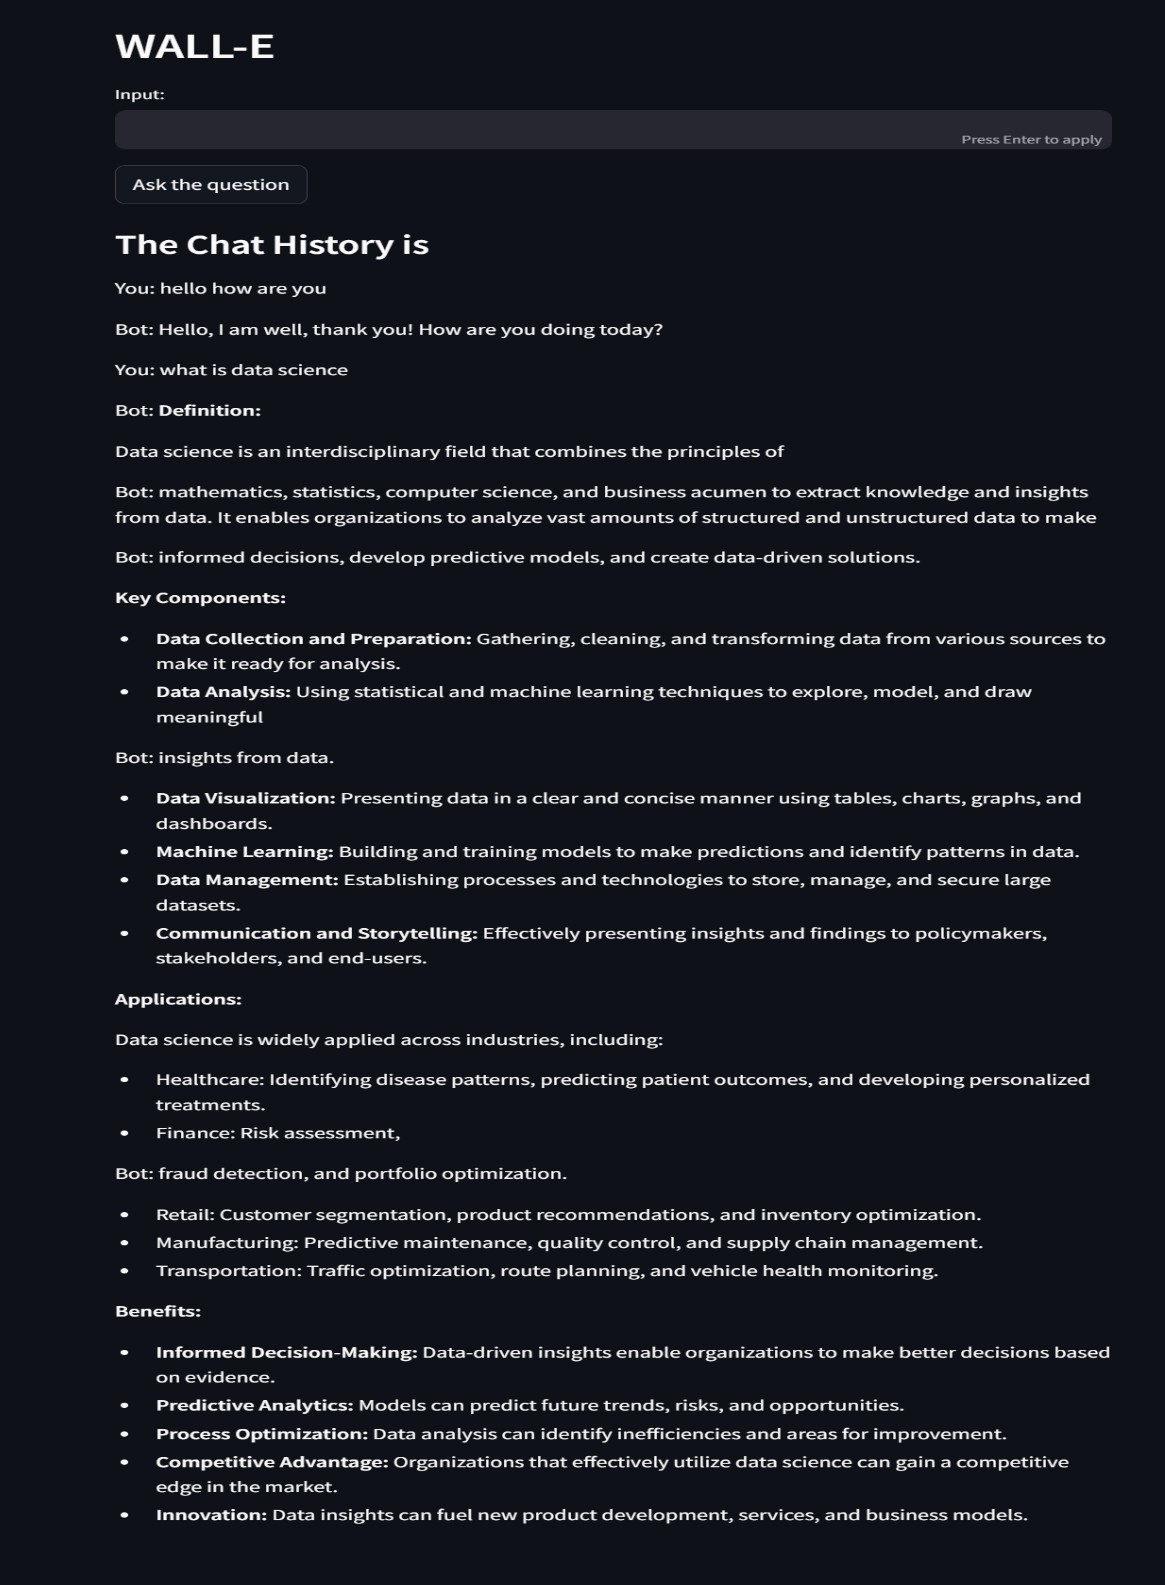 WALL-E
Input:
Press Enter to apply
Ask the question
The Chat History is
You: hello how are you
Bot: Hello, I am well, thank you! How are you doing today?
You: what is data science
Bot: Definition:
Data science is an interdisciplinary field that combines the principles of
Bot: mathematics, statistics, computer science, and business acumen to extract knowledge and insights
from data. It enables organizations to analyze vast amounts of structured and unstructured data to make
Bot: informed decisions, develop predictive models, and create data-driven solutions.
Key Components:
• Data Collection and Preparation: Gathering, cleaning, and transforming data from various sources to
make it ready for analysis.
• Data Analysis: Using statistical and machine learning techniques to explore, model, and draw
meaningful
Bot: insights from data.
• Data Visualization: Presenting data in a clear and concise manner using tables, charts, graphs, and
dashboards.
• Machine Learning: Building and training models to make predictions and identify patterns in data.
• Data Management: Establishing processes and technologies to store, manage, and secure large
datasets.
• Communication and Storytelling: Effectively presenting insights and findings to policymakers,
stakeholders, and end-users.
Applications:
Data science is widely applied across industries, including:
• Healthcare: Identifying disease patterns, predicting patient outcomes, and developing personalized
treatments.
• Finance: Risk assessment,
Bot: fraud detection, and portfolio optimization.
• Retail: Customer segmentation, product recommendations, and inventory optimization.
• Manufacturing: Predictive maintenance, quality control, and supply chain management.
• Transportation: Traffic optimization, route planning, and vehicle health monitoring.
Benefits:
• Informed Decision-Making: Data-driven insights enable organizations to make better decisions based
on evidence.
• Predictive Analytics: Models can predict future trends, risks, and opportunities.
• Process Optimization: Data analysis can identify inefficiencies and areas for improvement.
• Competitive Advantage: Organizations that effectively utilize data science can gain a competitive
edge in the market.
• Innovation: Data insights can fuel new product development, services, and business models.